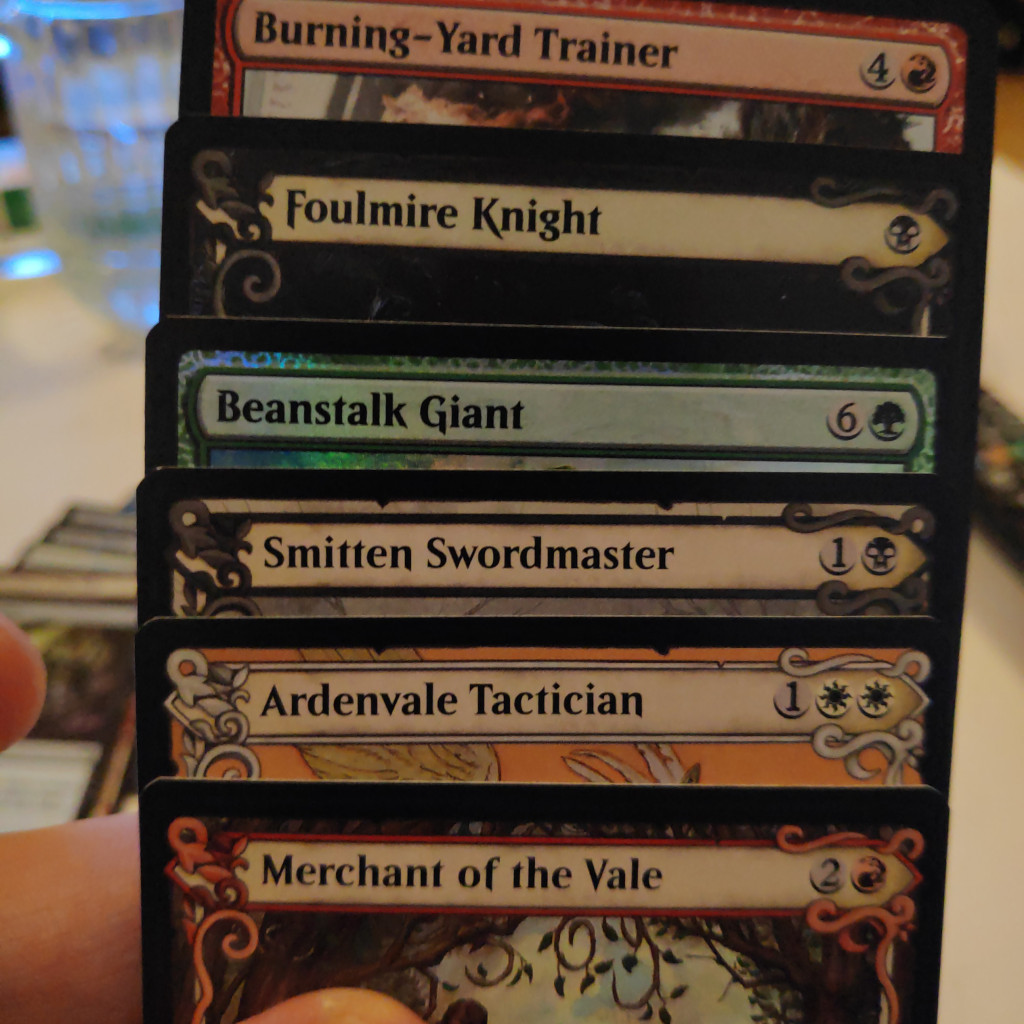 Burning-Yard Trainer 4
Foulmire Knight
Beanstalk Giant 6
Smitten Swordmaster 1
Ardenvale Tactician 1
Merchant of the Vale 2